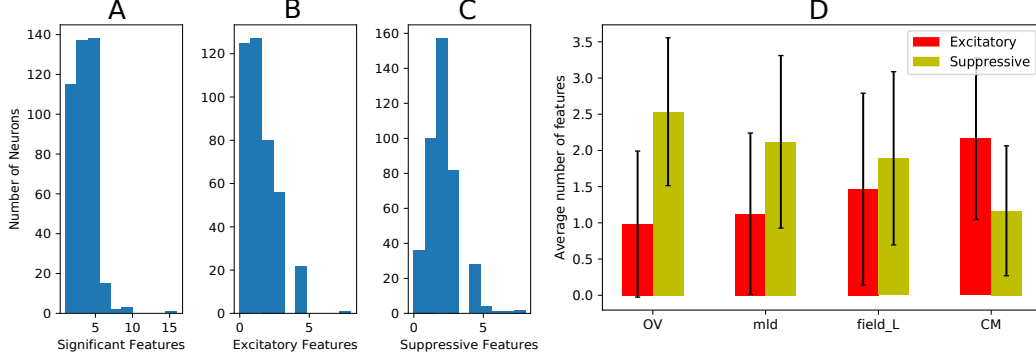 A
B
C
D
Number of Neurons
140
120
100
80
60
40
20
0
5
10
15
Significant Features
120
100
80
60
40
20
0
0
5
Excitatory Features
160
140
120
100
80
60
40
20
0
0
5
Suppressive Features
Average number of features
3.5
3.0
2.5
2.0
1.5
1.0
0.5
0.0
Excitatory
Suppressive
OV
mld
field_L
CM